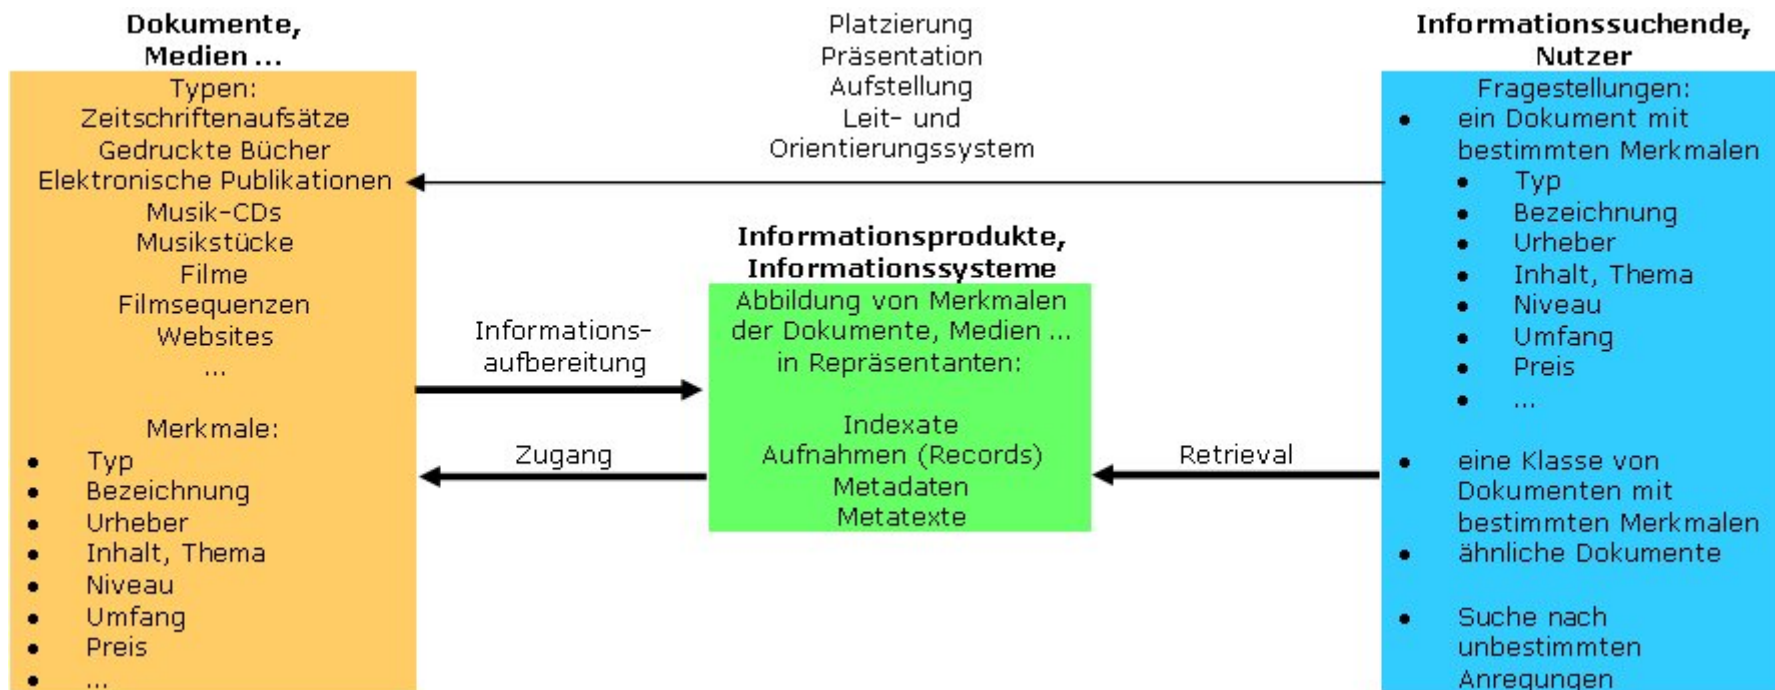 Dokumente,
Medien ...
Typen:
Zeitschriftenaufsätze
Gedruckte Bücher
Elektronische Publikationen
Musik-CDs
Musikstücke
Filme
Filmsequenzen
Websites
...
Merkmale:
• Typ
• Bezeichnung
• Urheber
• Inhalt, Thema
• Niveau
• Umfang
• Preis
• ...
Platzierung
Präsentation
Aufstellung
Leit- und
Orientierungssystem
Informations-
aufbereitung
Zugang
Informationsprodukte,
Informationssysteme
Abbildung von Merkmalen
der Dokumente, Medien ...
in Repräsentanten:
Indexate
Aufnahmen (Records)
Metadaten
Metatexte
Retrieval
Informationssuchende,
Nutzer
Fragestellungen:
• ein Dokument mit
bestimmten Merkmalen
• Typ
• Bezeichnung
• Urheber
• Inhalt, Thema
• Niveau
• Umfang
• Preis
• ...
• eine Klasse von
Dokumenten mit
bestimmten Merkmalen
• ähnliche Dokumente
• Suche nach
unbestimmten
Anregungen